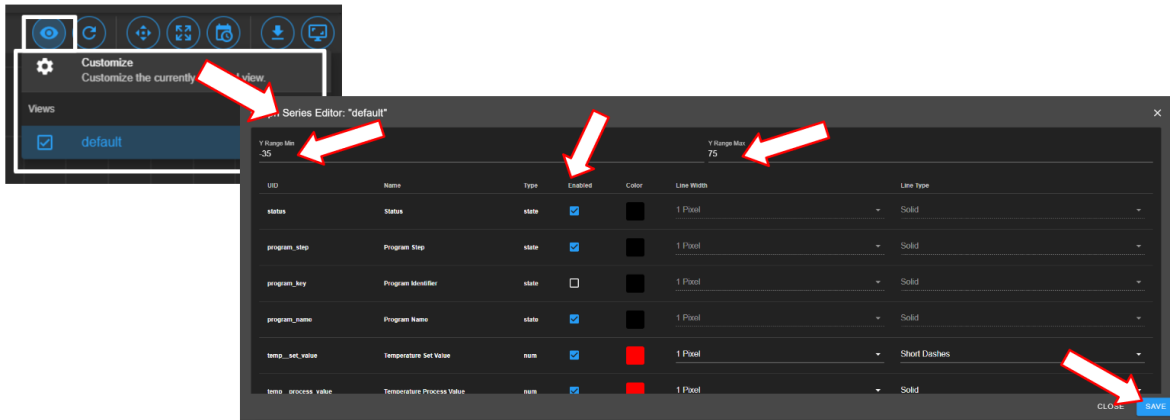 Customize
Customize the currently view.
Views
default
Series Editor: "default"
Y Range Min
-35
Y Range Max
75
UID Name Type Enabled Color Line Width Line Type
status Status state 1 Pixel Solid
program_step Program Step state 1 Pixel Solid
program_key Program Identifier state 1 Pixel Solid
program_name Program Name state 1 Pixel Solid
temp__set_value Temperature Set Value num 1 Pixel Short Dashes
temp__process_value Temperature Process Value num 1 Pixel Solid
CLOSE SAVE